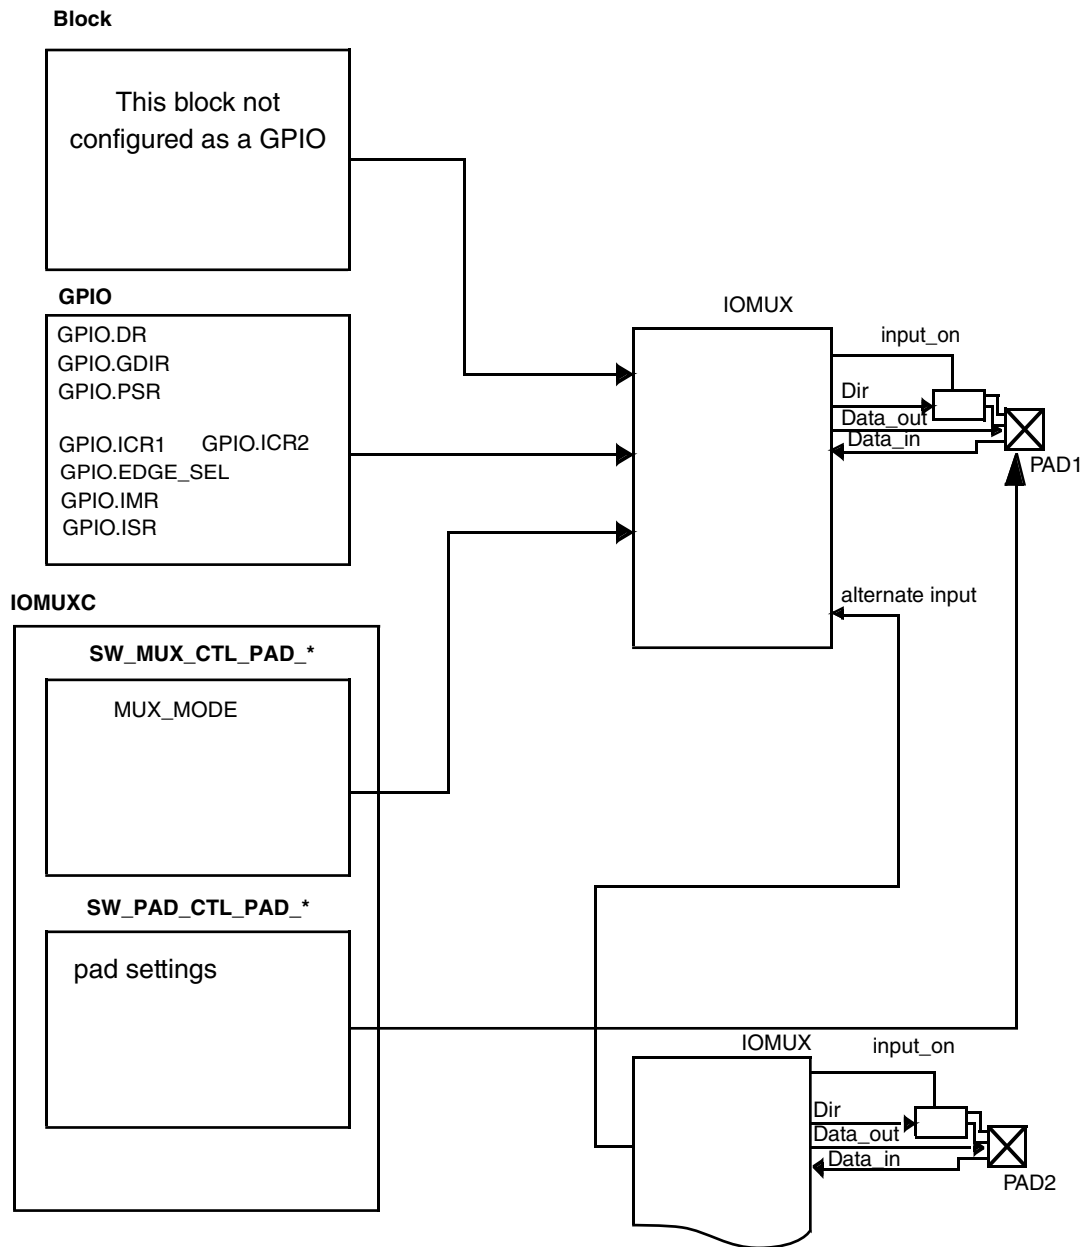 Block
This block not
configured as a GPIO
GPIO
GPIO.DR
GPIO.GDIR
GPIO.PSR
GPIO.ICR1 GPIO.ICR2
GPIO.EDGE_SEL
GPIO.IMR
GPIO.ISR
IOMUX
input_on
Dir
Data_out
Data_in
PAD1
alternate input
IOMUXC
SW_MUX_CTL_PAD_*
MUX_MODE
SW_PAD_CTL_PAD_*
pad settings
IOMUX
input_on
Dir
Data_out
Data_in
PAD2